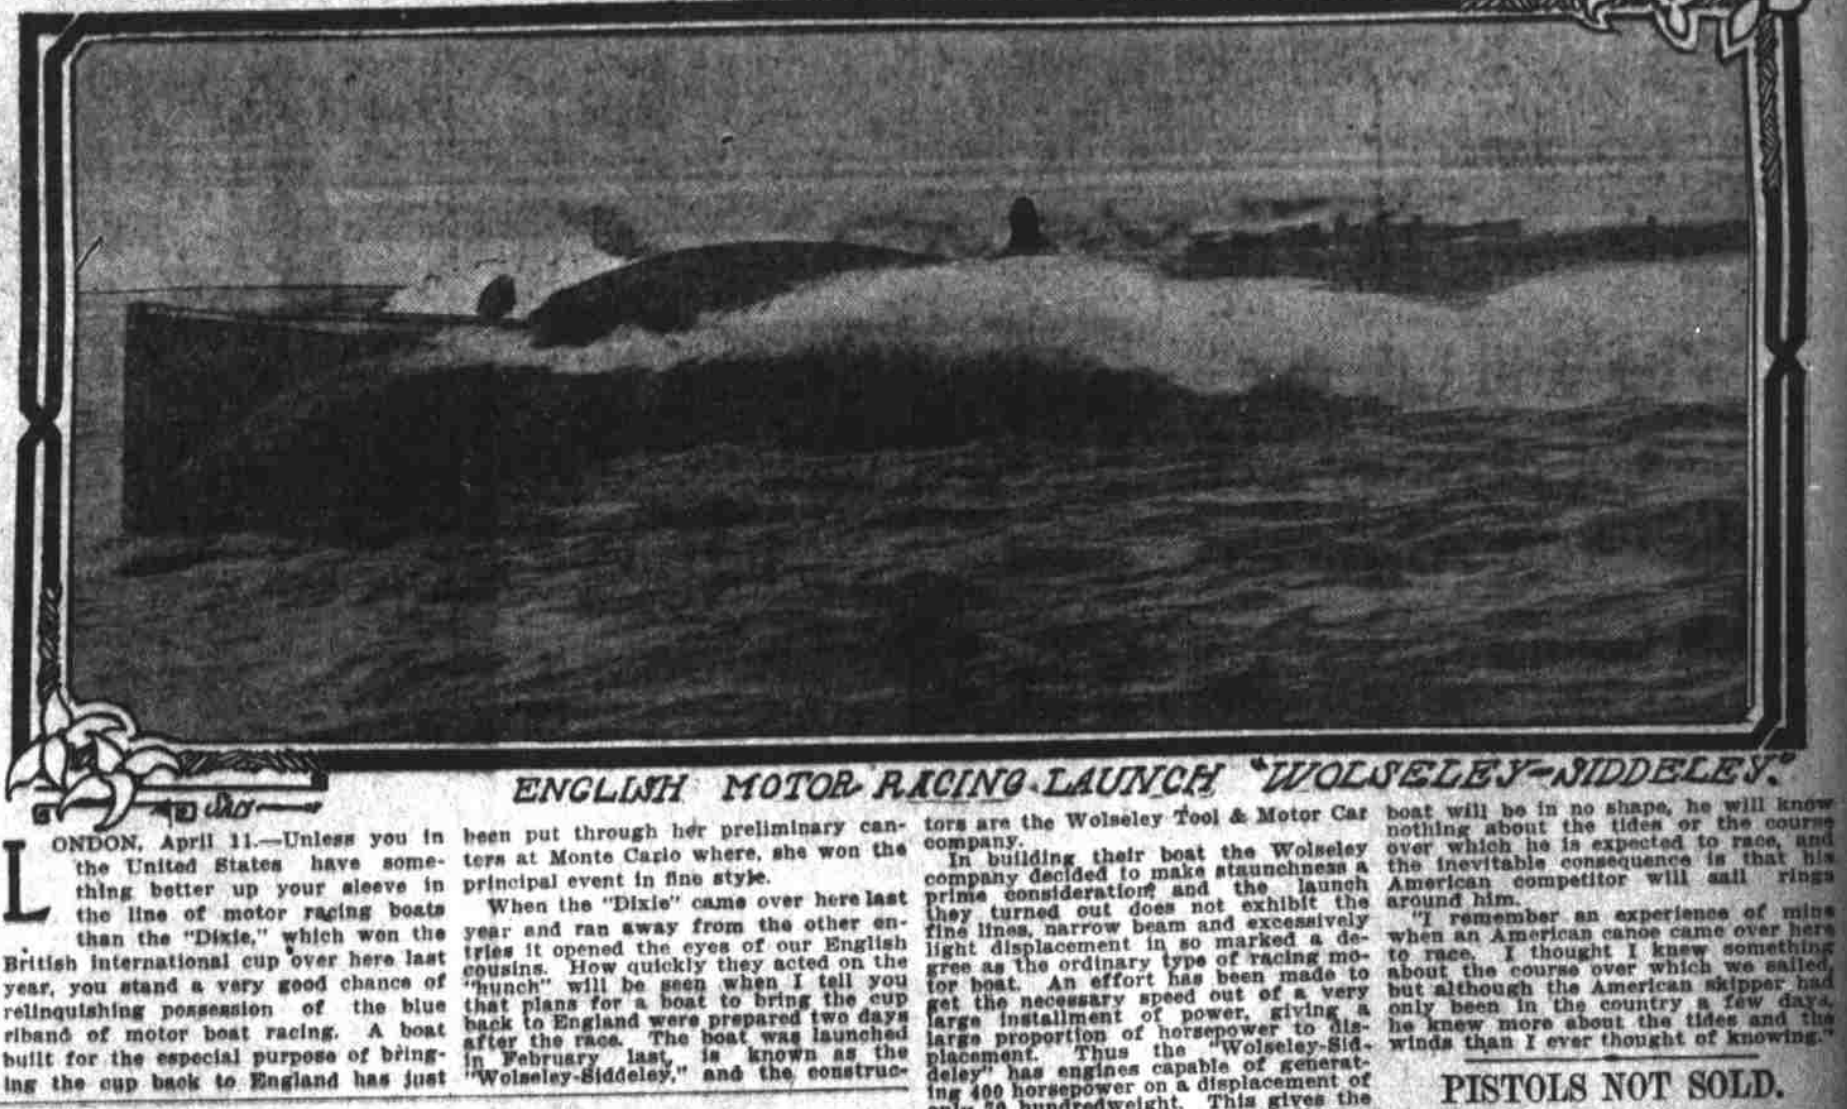 ENGLISH MOTOR RACING LAUNCH "WOLSELEY-SIDDELEY."
LONDON, April 11.—Unless you in
the United States have some-
thing better up your sleeve in
the line of motor racing boats
than the "Dixie," which won the
British international cup over here last
year, you stand a very good chance of
relinquishing possession of the blue
riband of motor boat racing. A boat
built for the especial purpose of bring-
ing the cup back to England has just
been put through her preliminary can-
ters at Monte Carlo where, she won the
principal event in fine style.
When the "Dixie" came over here last
year and ran away from the other en-
tries it opened the eyes of our English
cousins. How quickly they acted on the
"hunch" will be seen when I tell you
that plans for a boat to bring the cup
back to England were prepared two days
after the race. The boat was launched
in February last, is known as the
"Wolseley-Siddeley," and the construc-
tors are the Wolseley Tool & Motor Car
company.
In building their boat the Wolseley
company decided to make staunchness a
prime consideration and the launch
they turned out does not exhibit the
fine lines, narrow beam and excessively
light displacement in so marked a de-
gree as the ordinary type of racing mo-
tor boat. An effort has been made to
get the necessary speed out of a very
large installment of power, giving a
large proportion of horsepower to dis-
placement. Thus the "Wolseley-Sid-
deley" has engines capable of generat-
ing 400 horsepower on a displacement of
hundredweight. This gives the
boat will be in no shape, he will know
nothing about the tides or the course
over which he is expected to race, and
the inevitable consequence is that his
American competitor will sail rings
around him.
"I remember an experience of mine
when an American canoe came over here
to race. I thought I knew something
about the course over which we sailed,
but although the American skipper had
only been in the country a few days,
he knew more about the tides and the
winds than I ever thought of knowing."
PISTOLS NOT SOLD.